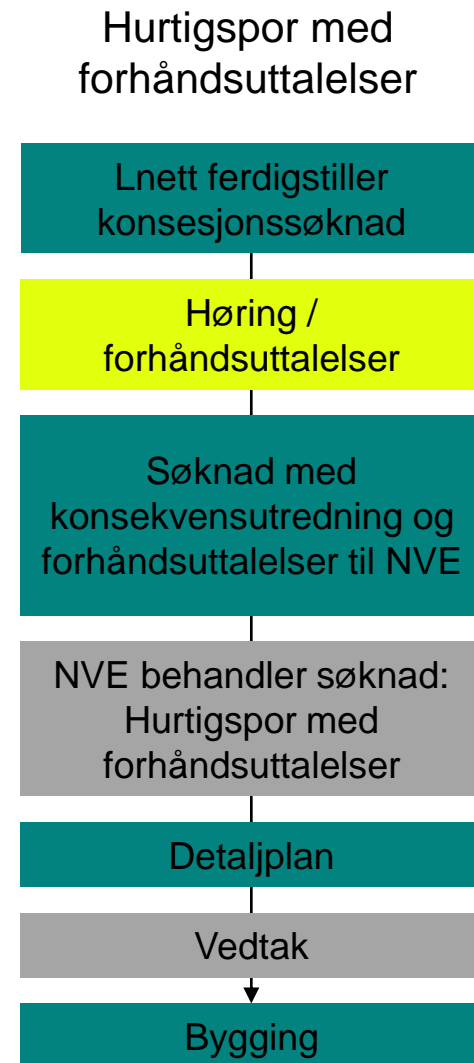 Hurtigspor med
forhåndsuttalelser
Lnett ferdigstiller
konsesjonssøknad
Høring /
forhåndsuttalelser
Søknad med
konsekvensutredning og
forhåndsuttalelser til NVE
NVE behandler søknad:
Hurtigspor med
forhåndsuttalelser
Detaljplan
Vedtak
Bygging